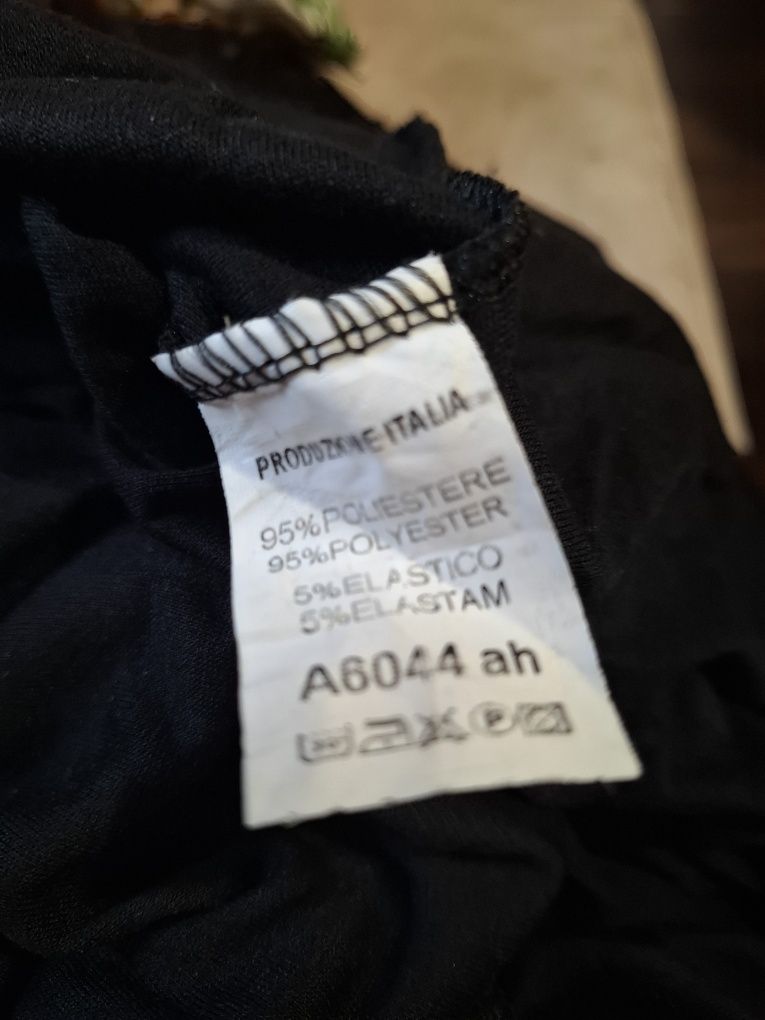 PRODUZIONE ITALIA
95%POLIESTERE
95%POLYESTER
5%ELASTICO
5%ELASTAM
A6044 ah
P